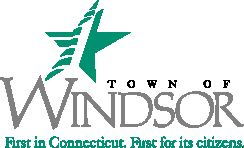 TOWN OF
WINDSOR
First in Connecticut. First for its citizens.